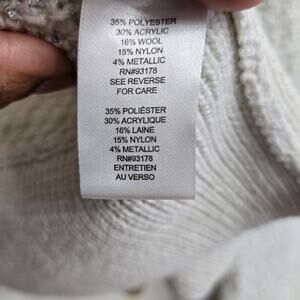 35% POLYESTER
30% ACRYLIC
16% WOOL
15% NYLON
4% METALLIC
RN#93178
SEE REVERSE
FOR CARE
35% POLIÉSTER
30% ACRYLIQUE
16% LAINE
15% NYLON
4% METALLIC
RN#93178
ENTRETIEN
AU VERSO